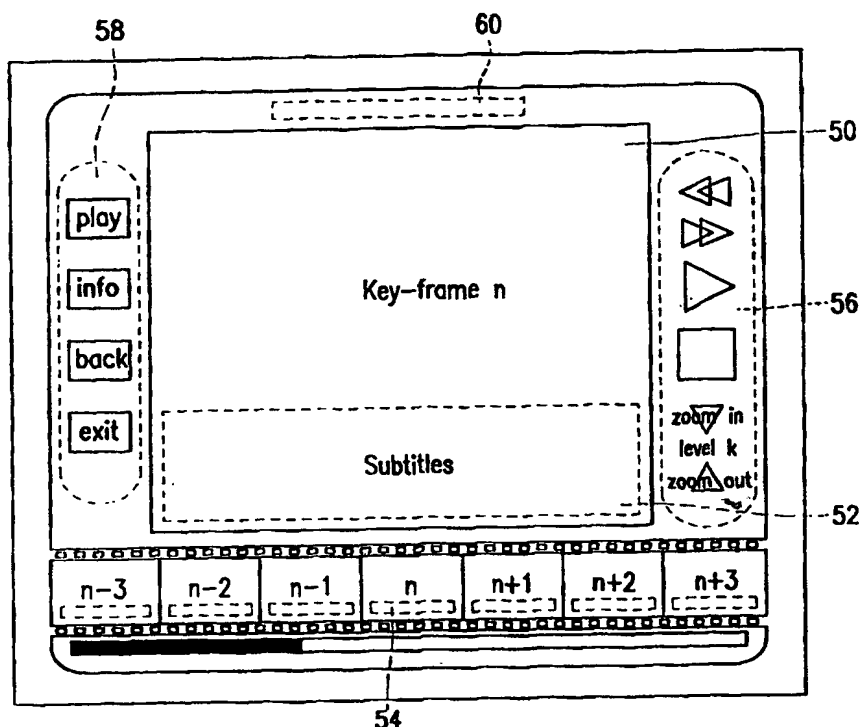 58
60
50
play
info
back
exit
Key-frame n
56
zoom in
level k
zoom out
Subtitles
52
n-3 n-2 n-1 n n+1 n+2 n+3
54